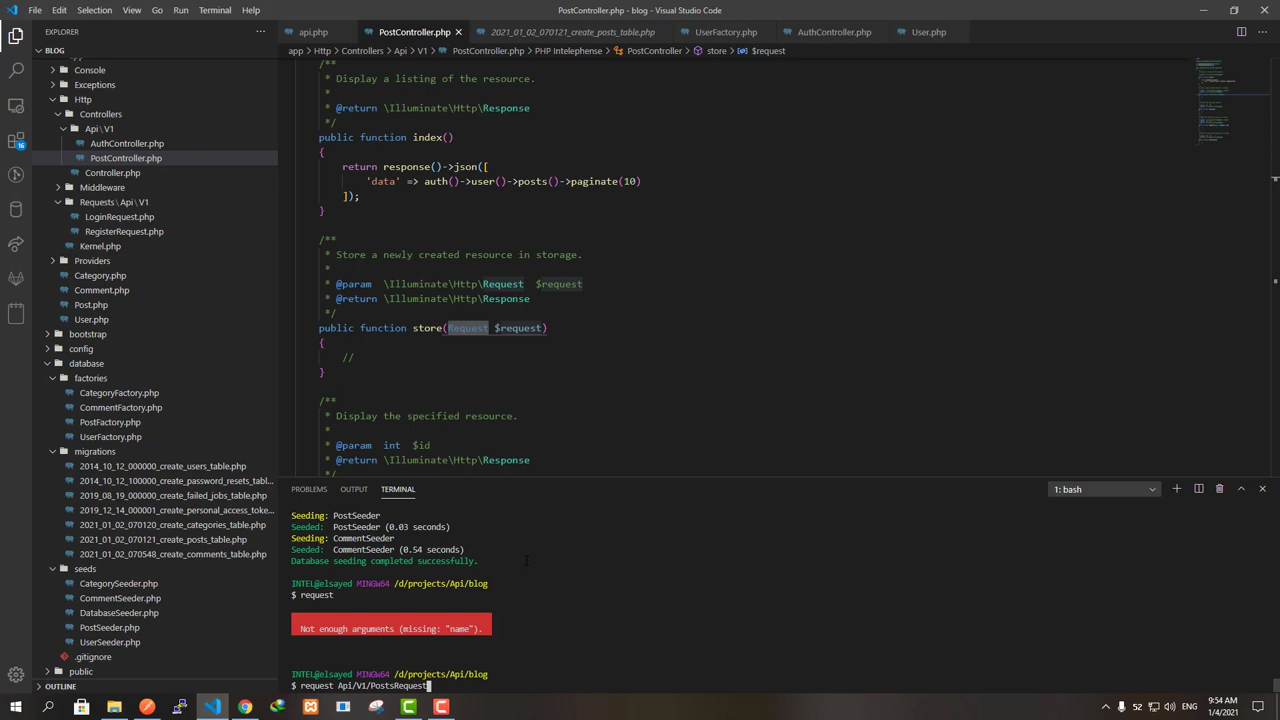 File Edit Selection View Go Run Terminal Help
PostController.php - blog - Visual Studio Code
EXPLORER
api.php
PostController.php
2021_01_02_070121_create_posts_table.php
UserFactory.php
AuthController.php
User.php
app > Http > Controllers > Api > V1 > PostController.php > PHP Intelephense > PostController > store > $request
BLOG
Console
Exceptions
Http
Controllers
Api \ V1
AuthController.php
PostController.php
Controller.php
Middleware
Requests \ Api \ V1
LoginRequest.php
RegisterRequest.php
Kernel.php
Providers
Category.php
Comment.php
Post.php
User.php
bootstrap
config
database
factories
CategoryFactory.php
CommentFactory.php
PostFactory.php
UserFactory.php
migrations
2014_10_12_000000_create_users_table.php
2014_10_12_100000_create_password_resets_tabl...
2019_08_19_000000_create_failed_jobs_table.php
2019_12_14_000001_create_personal_access_toke...
2021_01_02_070120_create_categories_table.php
2021_01_02_070121_create_posts_table.php
2021_01_02_070548_create_comments_table.php
seeds
CategorySeeder.php
CommentSeeder.php
DatabaseSeeder.php
PostSeeder.php
UserSeeder.php
.gitignore
public
OUTLINE
16
/**
* Display a listing of the resource.
*
* @return \Illuminate\Http\Response
*/
public function index()
{
return response()->json([
'data' => auth()->user()->posts()->paginate(10)
]);
}
/**
* Store a newly created resource in storage.
*
* @param \Illuminate\Http\Request $request
* @return \Illuminate\Http\Response
*/
public function store(Request $request)
{
//
}
/**
* Display the specified resource.
*
* @param int $id
* @return \Illuminate\Http\Response
*/
PROBLEMS OUTPUT TERMINAL
1: bash
Seeding: PostSeeder
Seeded: PostSeeder (0.03 seconds)
Seeding: CommentSeeder
Seeded: CommentSeeder (0.54 seconds)
Database seeding completed successfully.
INTEL@elsayed MINGW64 /d/projects/Api/blog
$ request
Not enough arguments (missing: "name").
INTEL@elsayed MINGW64 /d/projects/Api/blog
$ request Api/V1/PostsRequest
ENG
9:54 AM
1/4/2021